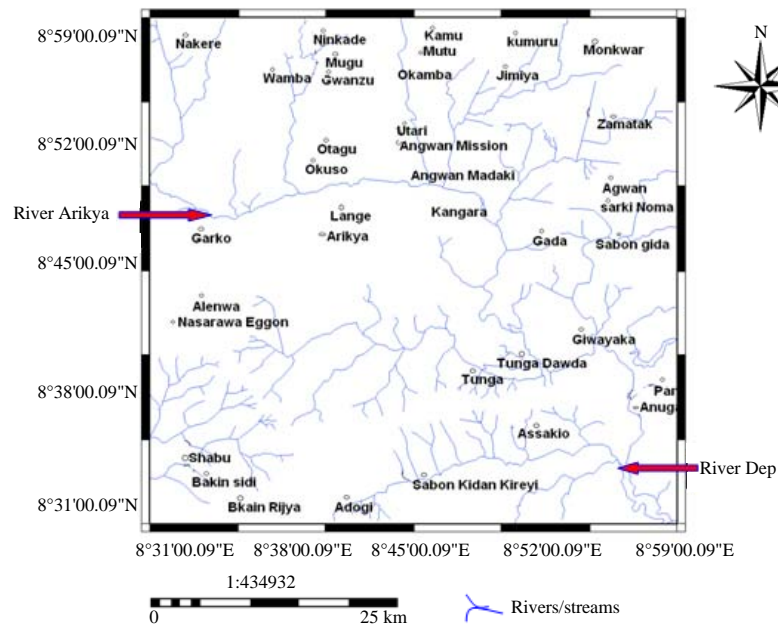 8°59'00.09"N
Nakere
Ninkade
Kamu
kumuru
Monkwar
N
Mutu
Mugu
Wamba
Gwanzu
Okamba
Jimiya
8°52'00.09"N
Zamatak
Utari
Otagu
Angwan Mission
Okuso
Angwan Madaki
Agwan
River Arikya
Lange
Kangara
sarki Noma
Garko
Arikya
Gada
Sabon gida
8°45'00.09"N
Alenwa
Nasarawa Eggon
Giwayaka
Tunga Dawda
8°38'00.09"N
Tunga
Pan
Anuga
Assakio
Shabu
River Dep
Bakin sidi
Sabon Kidan Kireyi
8°31'00.09"N
Bkain Rijya
Adogi
8°31'00.09"E
8°38'00.09"E
8°45'00.09"E
8°52'00.09"E
8°59'00.09"E
1:434932
0
25 km
Rivers/streams